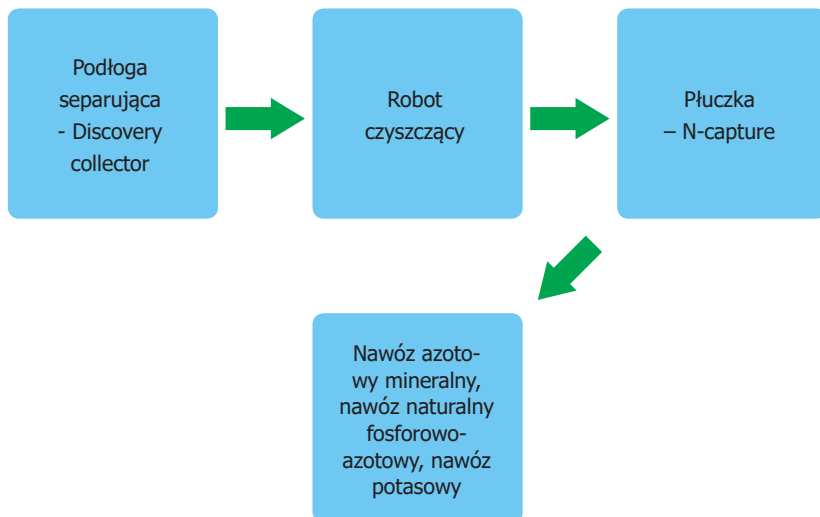 Podłoga
separująca
- Discovery
collector
Robot
czyszczący
Płuczka
– N-capture
Nawóz azoto-
wy mineralny,
nawóz naturalny
fosforowo-
azotowy, nawóz
potasowy